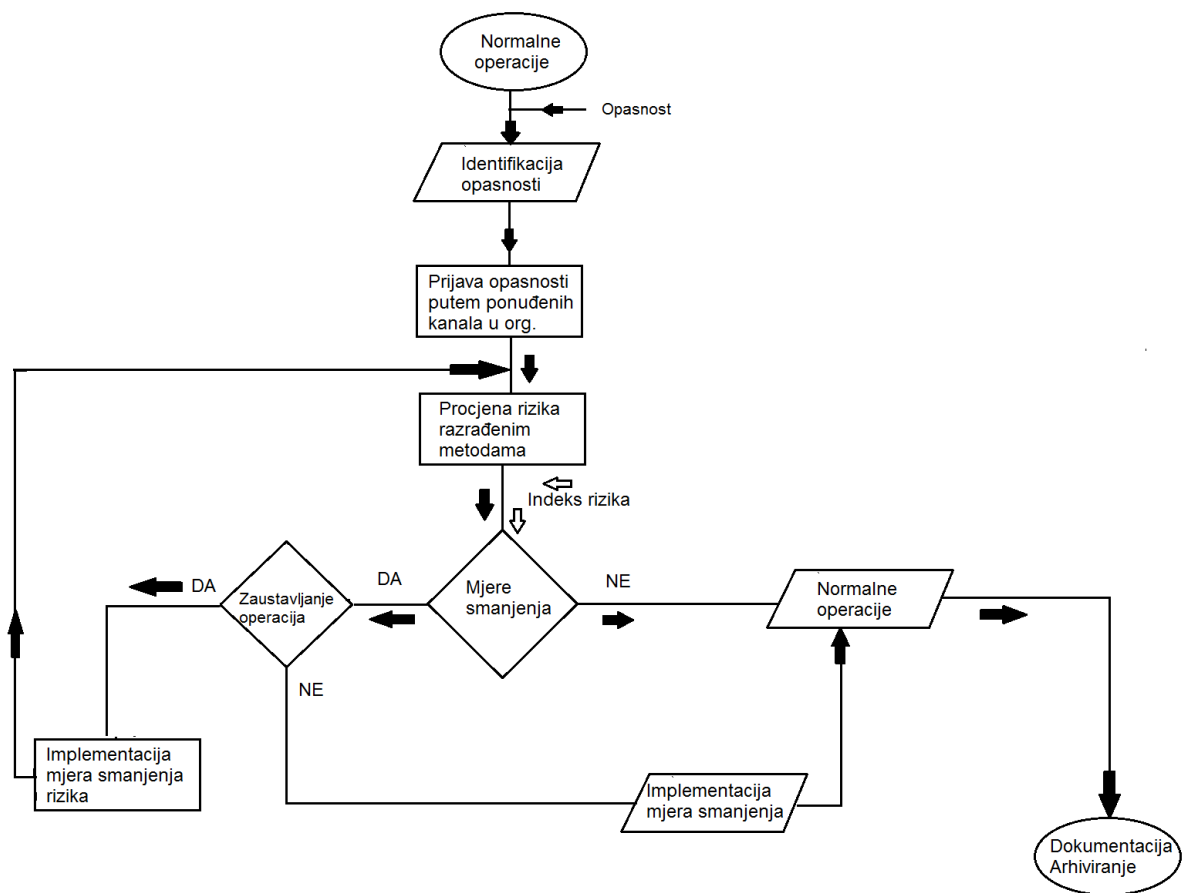 Normalne
operacije
Opasnost
Identifikacija
opasnosti
Prijava opasnosti
putem ponuđenih
kanala u org.
Procjena rizika
razrađenim
metodama
Indeks rizika
Mjere
smanjenja
DA
NE
Zaustavljanje
operacija
DA
NE
Normalne
operacije
Implementacija
mjera smanjenja
rizika
Implementacija
mjera smanjenja
Dokumentacija
Arhiviranje